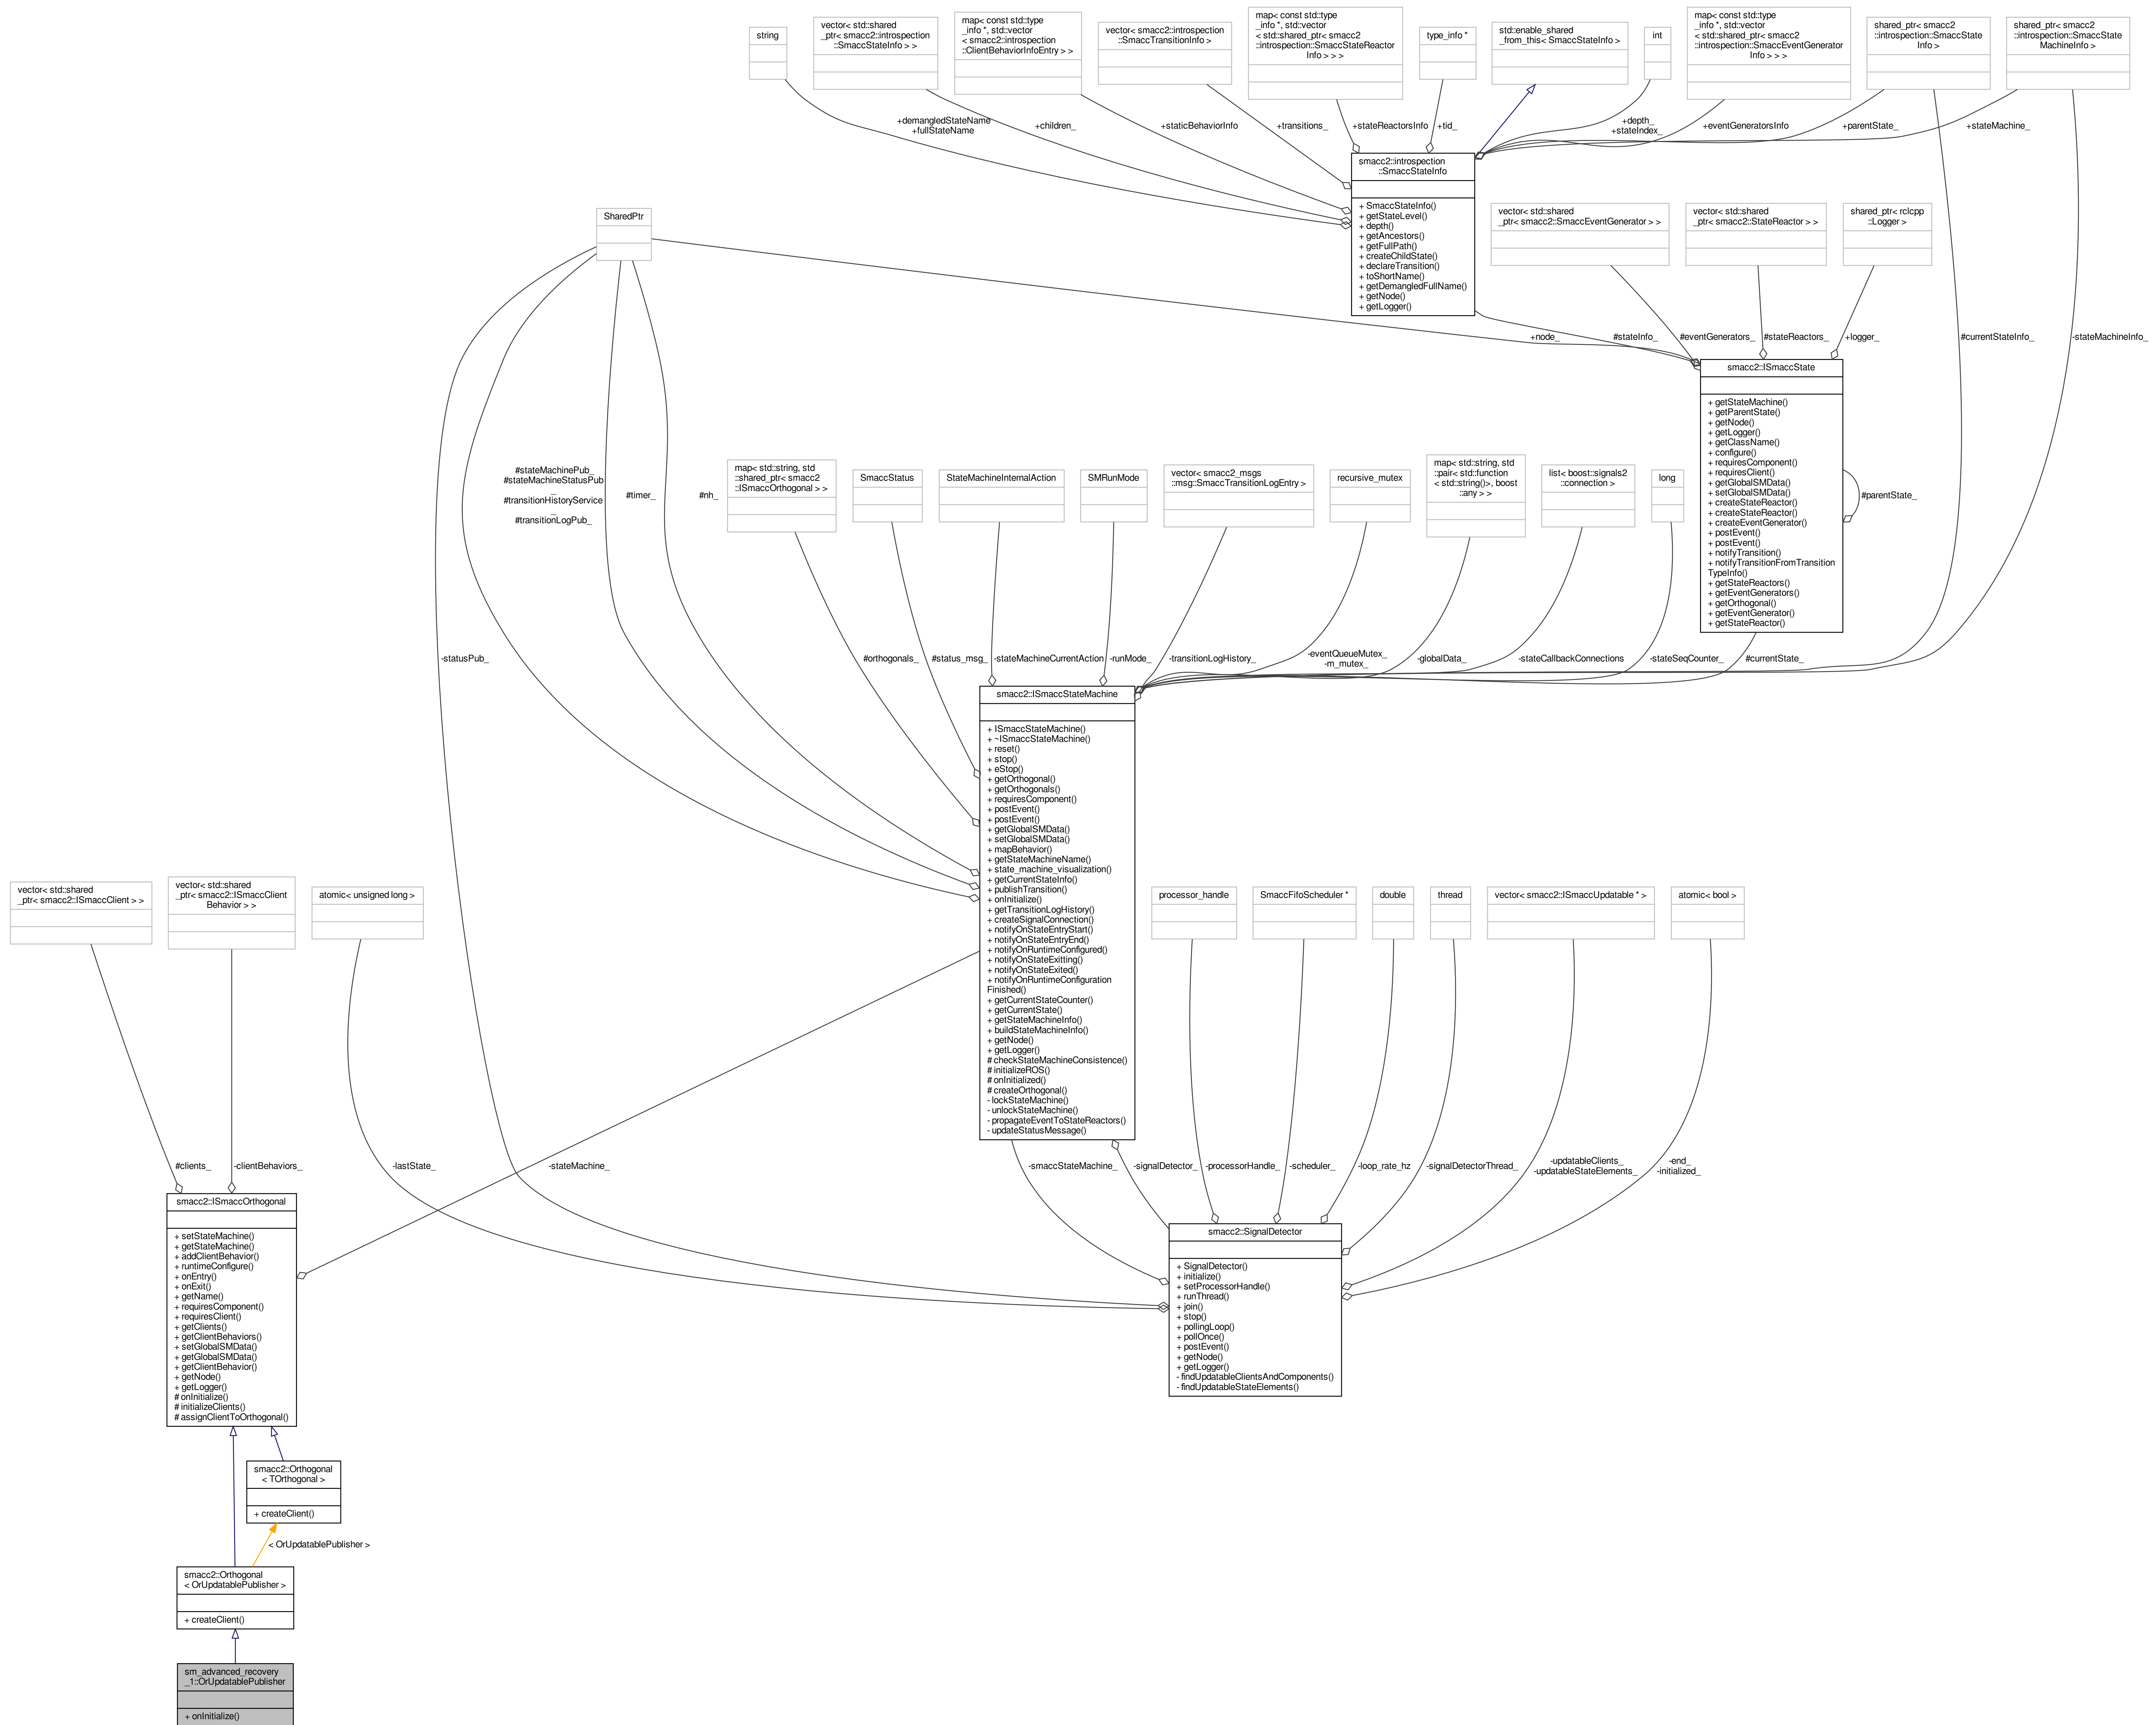 string
vector< std::shared
_ptr< smacc2::introspection
::SmaccStateInfo > >
map< const std::type
_info *, std::vector
< smacc2::introspection
::ClientBehaviorInfoEntry > >
vector< smacc2::introspection
::SmaccTransitionInfo >
map< const std::type
_info *, std::vector
< std::shared_ptr< smacc2
::introspection::SmaccStateReactor
Info > > >
type_info *
std::enable_shared
_from_this< SmaccStateInfo >
int
map< const std::type
_info *, std::vector
< std::shared_ptr< smacc2
::introspection::SmaccEventGenerator
Info > > >
shared_ptr< smacc2
::introspection::SmaccState
Info >
shared_ptr< smacc2
::introspection::SmaccState
MachineInfo >
+demangledStateName
+fullStateName
+children_
+staticBehaviorInfo
+transitions_
+stateReactorsInfo
+tid_
+depth_
+stateIndex_
+eventGeneratorsInfo
+parentState_
+stateMachine_
smacc2::introspection
::SmaccStateInfo
+ SmaccStateInfo()
+ getStateLevel()
+ depth()
+ getAncestors()
+ getFullPath()
+ createChildState()
+ declareTransition()
+ toShortName()
+ getDemangledFullName()
+ getNode()
+ getLogger()
SharedPtr
vector< std::shared
_ptr< smacc2::SmaccEventGenerator > >
vector< std::shared
_ptr< smacc2::StateReactor > >
shared_ptr< rclcpp
::Logger >
+node_
#stateInfo_
#eventGenerators_
#stateReactors_
+logger_
#currentStateInfo_
-stateMachineInfo_
smacc2::ISmaccState
+ getStateMachine()
+ getParentState()
+ getNode()
+ getLogger()
+ getClassName()
+ configure()
+ requiresComponent()
+ requiresClient()
+ getGlobalSMData()
+ setGlobalSMData()
+ createStateReactor()
+ createStateReactor()
+ createEventGenerator()
+ postEvent()
+ postEvent()
+ notifyTransition()
+ notifyTransitionFromTransition
TypeInfo()
+ getStateReactors()
+ getEventGenerators()
+ getOrthogonal()
+ getEventGenerator()
+ getStateReactor()
#parentState_
#stateMachinePub_
#stateMachineStatusPub
_
#transitionHistoryService
_
#transitionLogPub_
#timer_
#nh_
map< std::string, std
::shared_ptr< smacc2
::ISmaccOrthogonal > >
SmaccStatus
StateMachineInternalAction
SMRunMode
vector< smacc2_msgs
::msg::SmaccTransitionLogEntry >
recursive_mutex
map< std::string, std
::pair< std::function
< std::string()>, boost
::any > >
list< boost::signals2
::connection >
long
-statusPub_
#orthogonals_
#status_msg_
-stateMachineCurrentAction
-runMode_
-transitionLogHistory_
-eventQueueMutex_
-m_mutex_
-globalData_
-stateCallbackConnections
-stateSeqCounter_
#currentState_
smacc2::ISmaccStateMachine
+ ISmaccStateMachine()
+ ~ISmaccStateMachine()
+ reset()
+ stop()
+ eStop()
+ getOrthogonal()
+ getOrthogonals()
+ requiresComponent()
+ postEvent()
+ postEvent()
+ getGlobalSMData()
+ setGlobalSMData()
+ mapBehavior()
+ getStateMachineName()
+ state_machine_visualization()
+ getCurrentStateInfo()
+ publishTransition()
+ onInitialize()
+ getTransitionLogHistory()
+ createSignalConnection()
+ notifyOnStateEntryStart()
+ notifyOnStateEntryEnd()
+ notifyOnRuntimeConfigured()
+ notifyOnStateExitting()
+ notifyOnStateExited()
+ notifyOnRuntimeConfiguration
Finished()
+ getCurrentStateCounter()
+ getCurrentState()
+ getStateMachineInfo()
+ buildStateMachineInfo()
+ getNode()
+ getLogger()
# checkStateMachineConsistence()
# initializeROS()
# onInitialized()
# createOrthogonal()
- lockStateMachine()
- unlockStateMachine()
- propagateEventToStateReactors()
- updateStatusMessage()
vector< std::shared
_ptr< smacc2::ISmaccClient > >
vector< std::shared
_ptr< smacc2::ISmaccClient
Behavior > >
atomic< unsigned long >
processor_handle
SmaccFifoScheduler *
double
thread
vector< smacc2::ISmaccUpdatable * >
atomic< bool >
#clients_
-clientBehaviors_
-lastState_
-stateMachine_
-smaccStateMachine_
-signalDetector_
-processorHandle_
-scheduler_
-loop_rate_hz
-signalDetectorThread_
-updatableClients_
-updatableStateElements_
-end_
-initialized_
smacc2::ISmaccOrthogonal
+ setStateMachine()
+ getStateMachine()
+ addClientBehavior()
+ runtimeConfigure()
+ onEntry()
+ onExit()
+ getName()
+ requiresComponent()
+ requiresClient()
+ getClients()
+ getClientBehaviors()
+ setGlobalSMData()
+ getGlobalSMData()
+ getClientBehavior()
+ getNode()
+ getLogger()
# onInitialize()
# initializeClients()
# assignClientToOrthogonal()
smacc2::SignalDetector
+ SignalDetector()
+ initialize()
+ setProcessorHandle()
+ runThread()
+ join()
+ stop()
+ pollingLoop()
+ pollOnce()
+ postEvent()
+ getNode()
+ getLogger()
- findUpdatableClientsAndComponents()
- findUpdatableStateElements()
smacc2::Orthogonal
< TOrthogonal >
+ createClient()
< OrUpdatablePublisher >
smacc2::Orthogonal
< OrUpdatablePublisher >
+ createClient()
sm_advanced_recovery
_1::OrUpdatablePublisher
+ onInitialize()